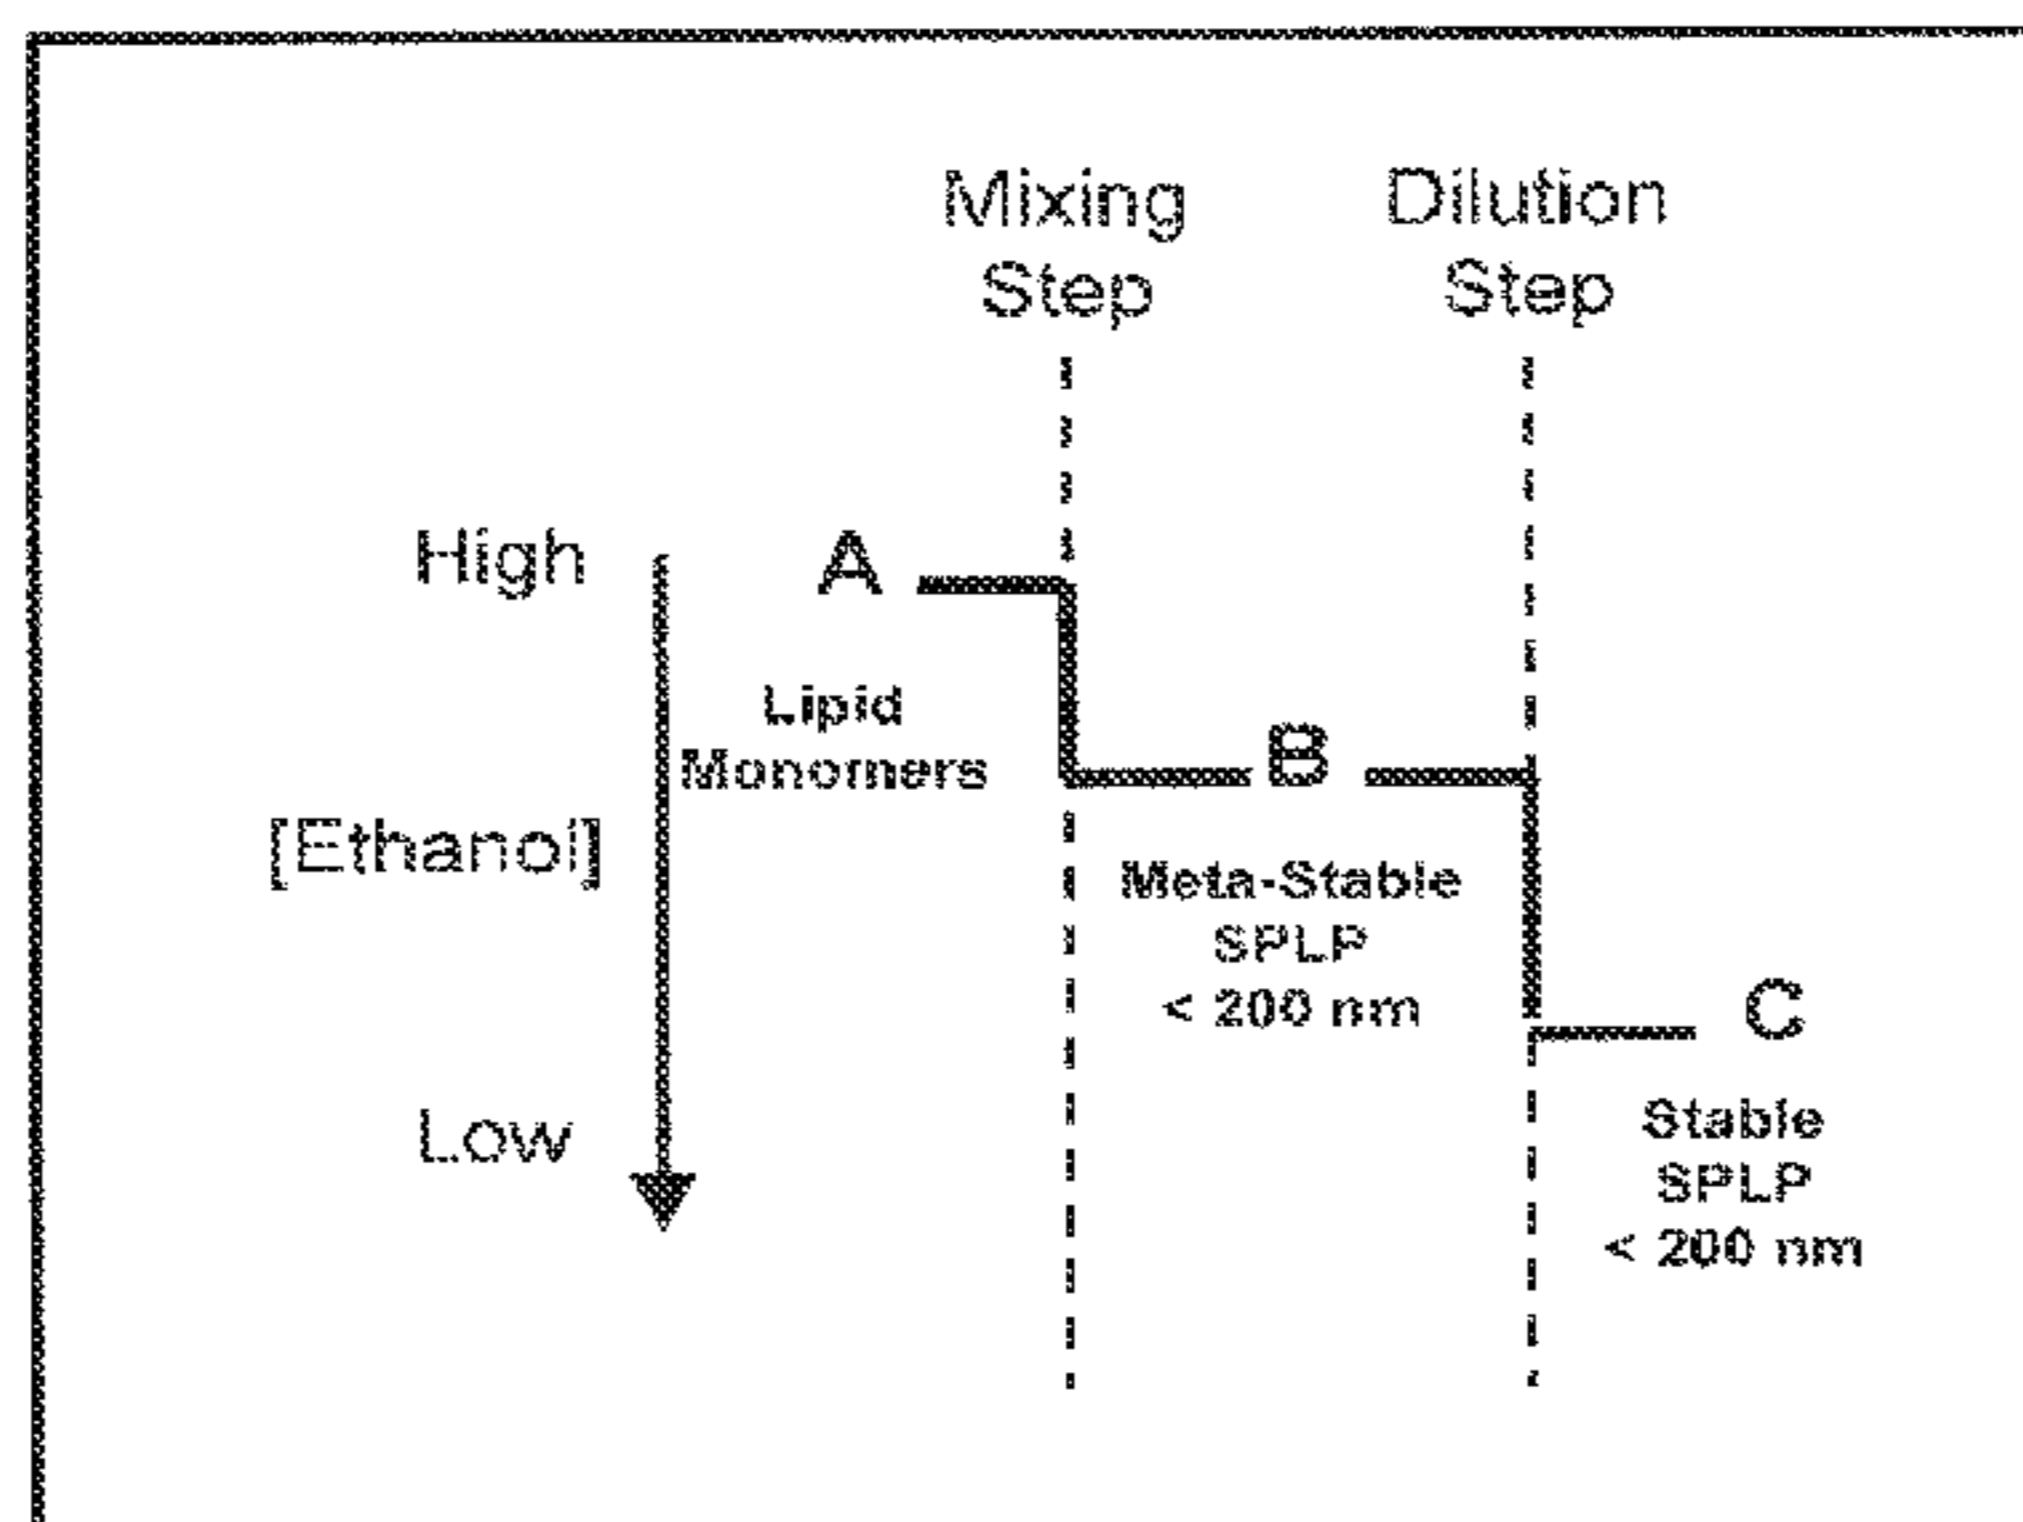 Mixing
Step
Dilution
Step
High
A
Lipid
Monomers
B
[Ethanol]
Meta-Stable
SPLP
< 200 nm
C
Low
Stable
SPLP
< 200 nm